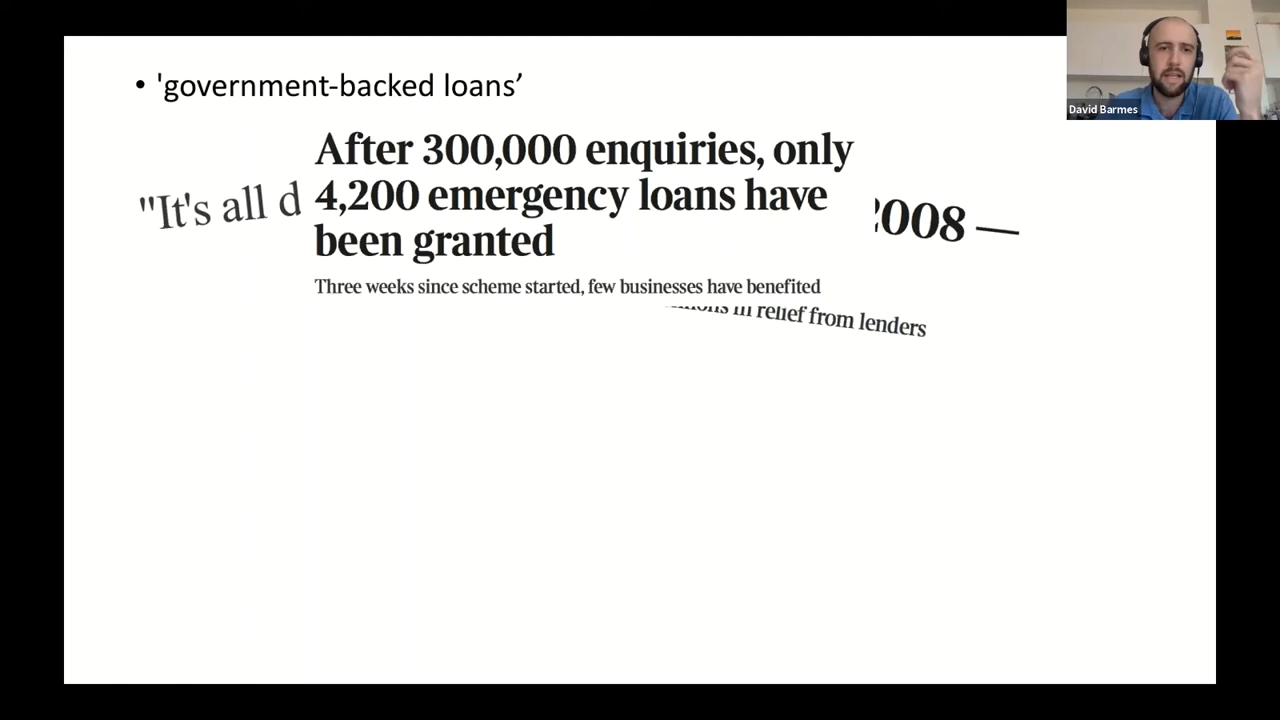 • 'government-backed loans’
After 300,000 enquiries, only
"It's all d
4,200 emergency loans have
2008 —
been granted
Three weeks since scheme started, few businesses have benefited
in relief from lenders
David Barmes